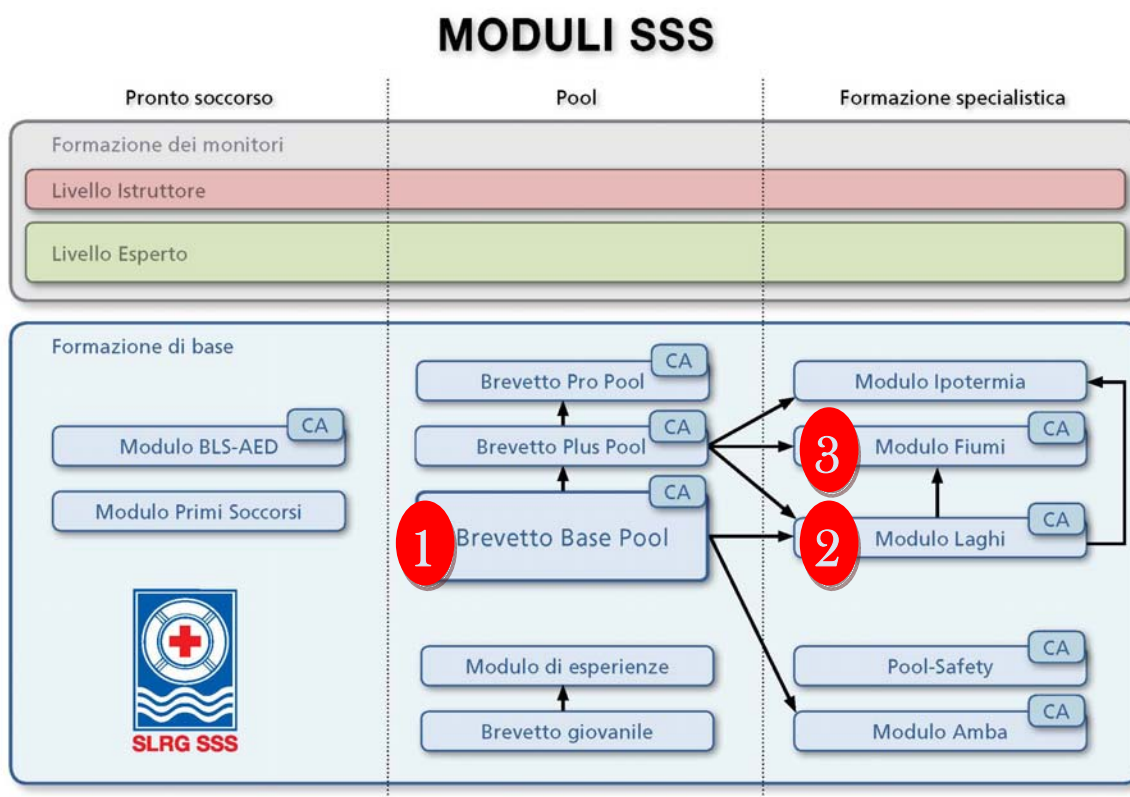 MODULI SSS
Pronto soccorso
Pool
Formazione specialistica
Formazione dei monitori
Livello Istruttore
Livello Esperto
Formazione di base
CA
Modulo BLS-AED
Modulo Primi Soccorsi
SLRG SSS
CA
Brevetto Pro Pool
CA
Brevetto Plus Pool
CA
1
Brevetto Base Pool
Modulo di esperienze
Brevetto giovanile
Modulo Ipotermia
CA
3
Modulo Fiumi
CA
2
Modulo Laghi
CA
Pool-Safety
CA
Modulo Amba